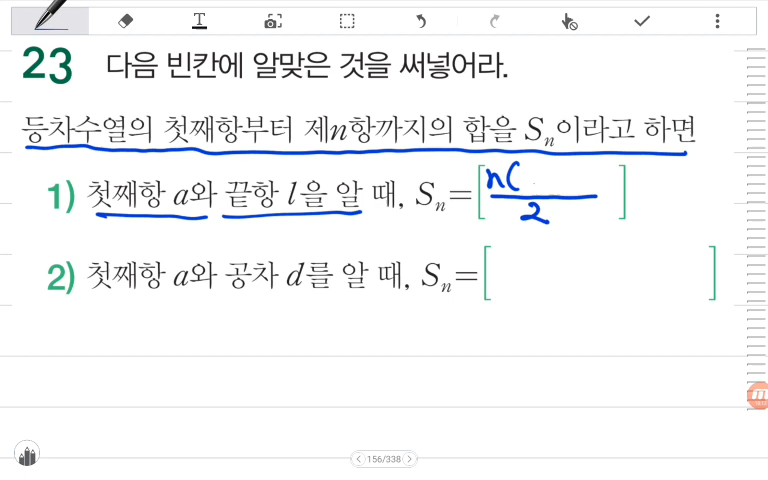 23 다음 빈칸에 알맞은 것을 써넣어라.
등차수열의 첫째항부터 제n항까지의 합을 Sₙ이라고 하면
1) 첫째항 a와 끝항 l을 알 때, Sₙ=[n( / 2]
2) 첫째항 a와 공차 d를 알 때, Sₙ=[ ]
156/338